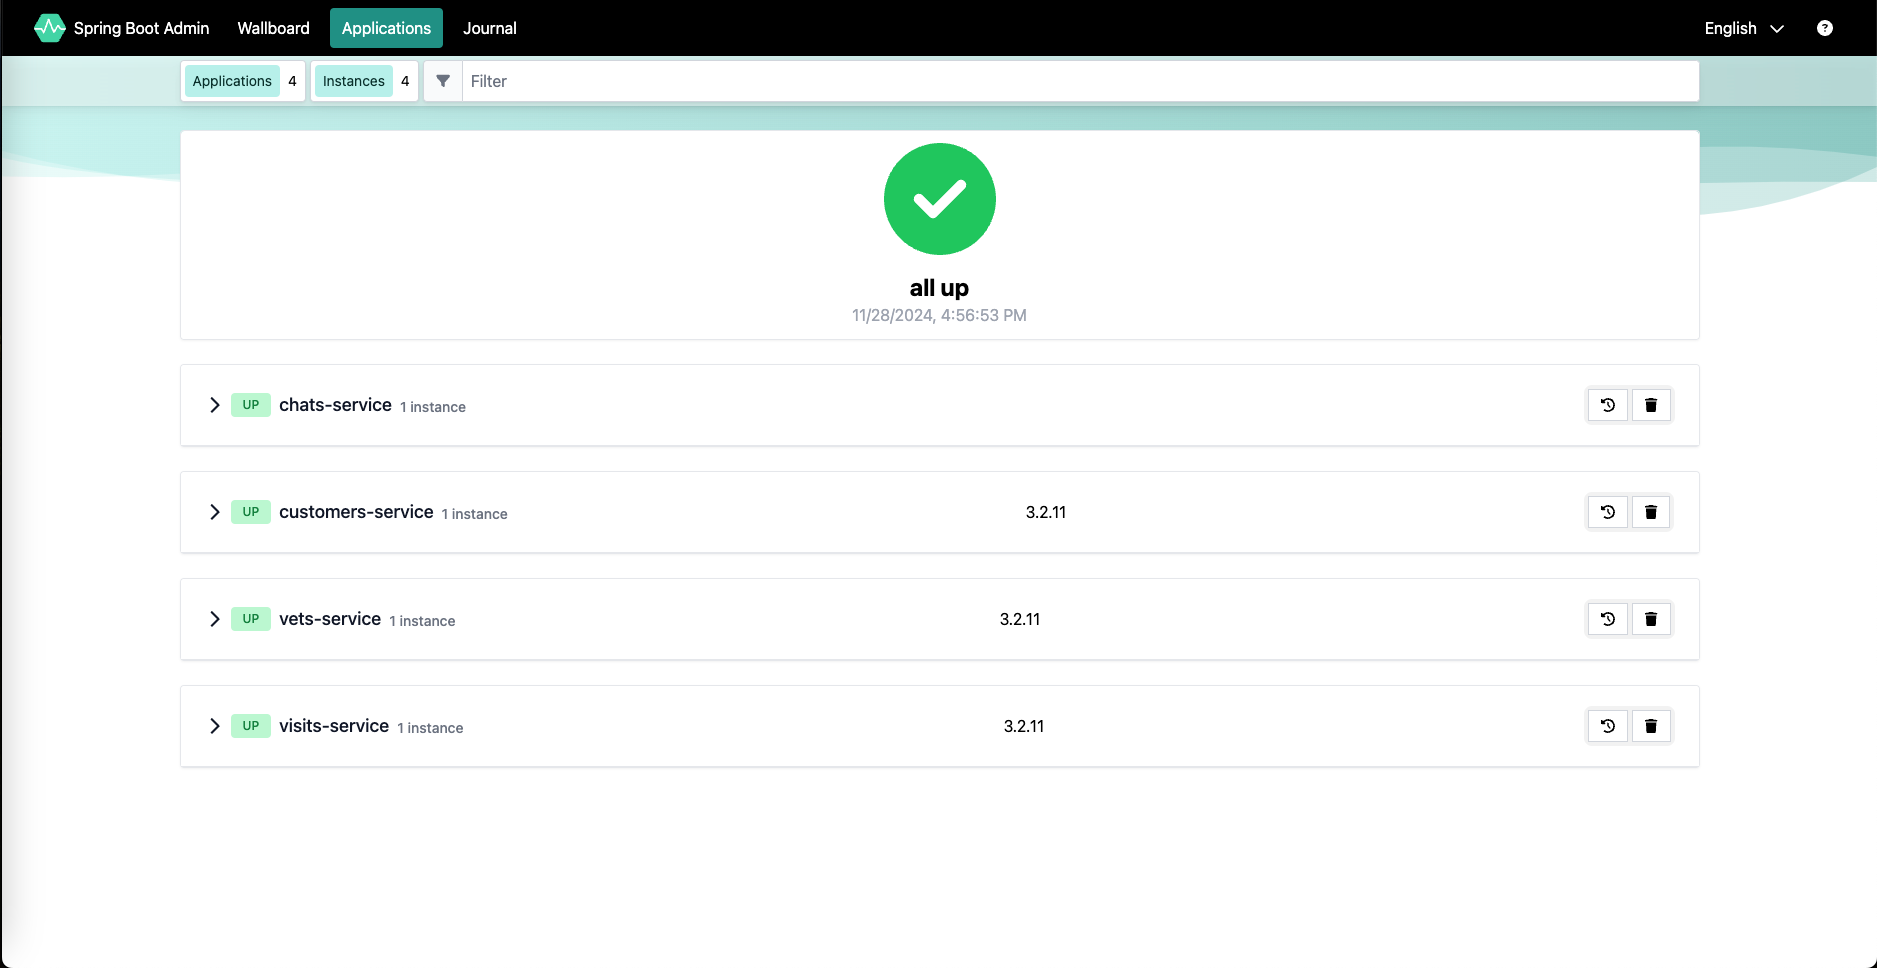 Spring Boot Admin Wallboard Applications Journal English ?
Applications 4 Instances 4 Filter
all up
11/28/2024, 4:56:53 PM
UP chats-service 1 instance
UP customers-service 1 instance 3.2.11
UP vets-service 1 instance 3.2.11
UP visits-service 1 instance 3.2.11